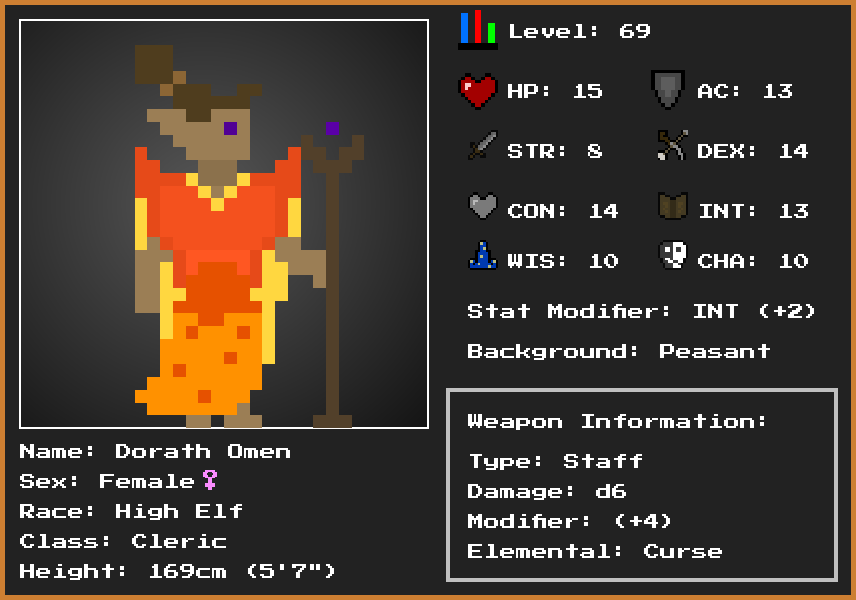 Level: 69
HP: 15
AC: 13
STR: 8
DEX: 14
CON: 14
INT: 13
WIS: 10
CHA: 10
Stat Modifier: INT (+2)
Background: Peasant
Weapon Information:
Type: Staff
Damage: d6
Modifier: (+4)
Elemental: Curse
Name: Dorath Omen
Sex: Female♀
Race: High Elf
Class: Cleric
Height: 169cm (5'7")